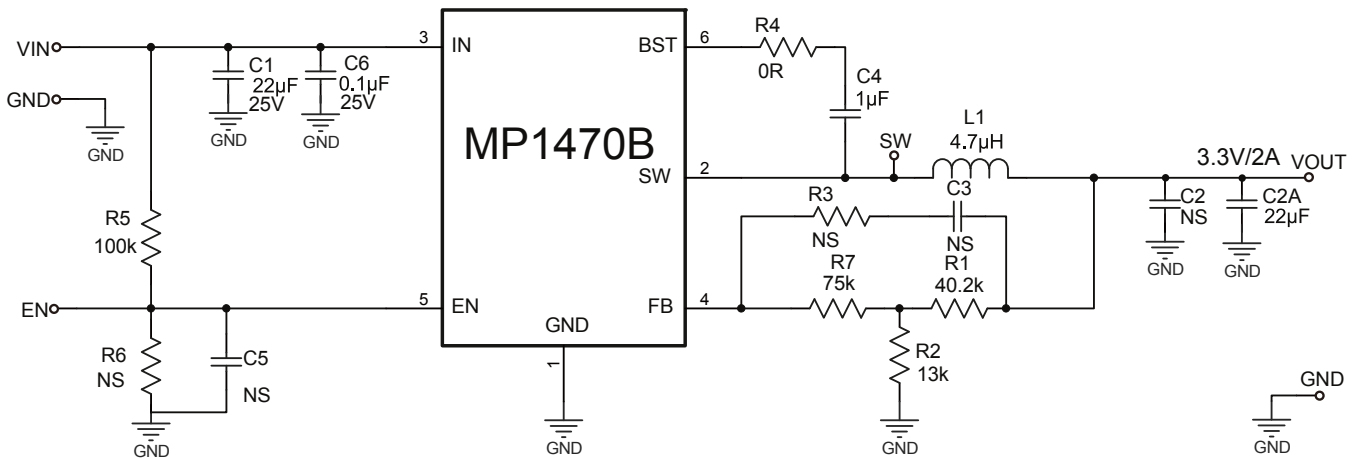 VIN
GND
GND
C1
22µF
25V
GND
C6
0.1µF
25V
GND
R5
100k
EN
R6
NS
C5
NS
GND
3
IN
5
EN
MP1470B
BST
6
SW
2
FB
4
GND
1
GND
R4
0R
C4
1µF
SW
L1
4.7µH
3.3V/2A
VOUT
C2
NS
GND
C2A
22µF
GND
R3
NS
C3
NS
R7
75k
R1
40.2k
R2
13k
GND
GND
GND